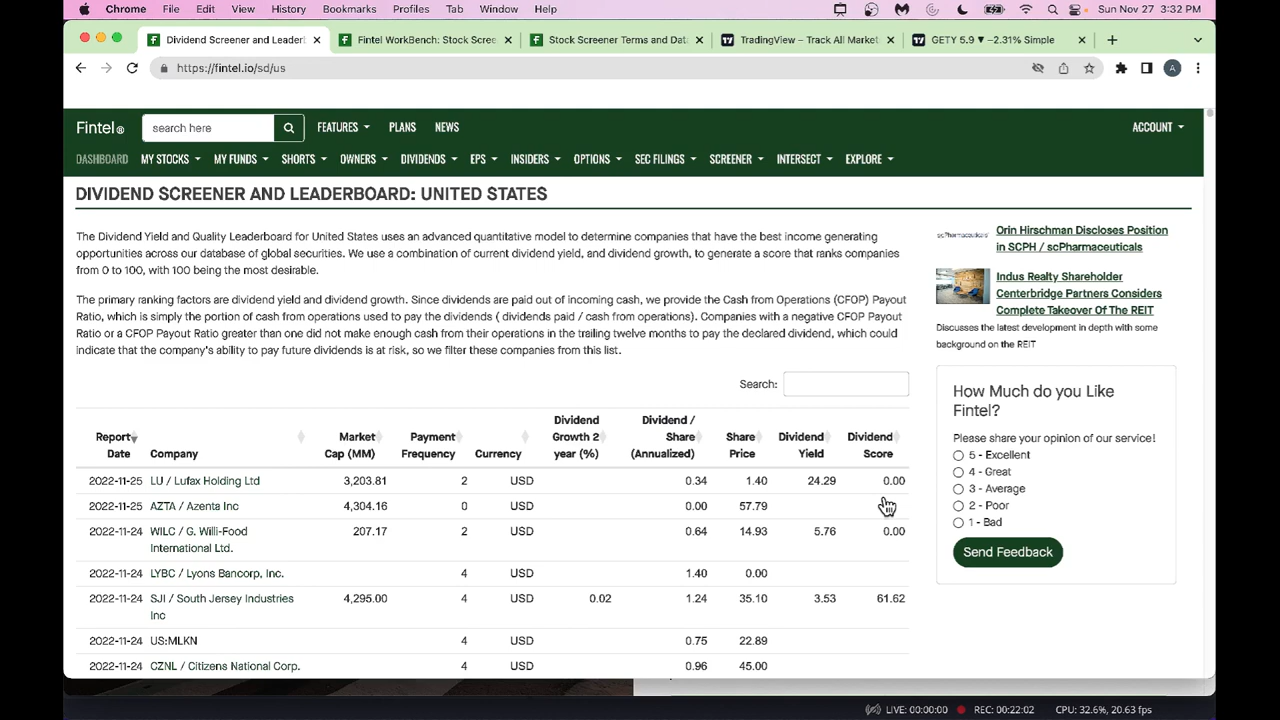 Chrome File Edit View History Bookmarks Profiles Tab Window Help Sun Nov 27 3:32 PM
Dividend Screener and Leaderl Fintel WorkBench: Stock Scree Stock Screener Terms and Data TradingView – Track All Market GETY 5.9 ▼ −2.31% Simple
https://fintel.io/sd/us A
Fintel® search here FEATURES PLANS NEWS ACCOUNT
DASHBOARD MY STOCKS MY FUNDS SHORTS OWNERS DIVIDENDS EPS INSIDERS OPTIONS SEC FILINGS SCREENER INTERSECT EXPLORE
DIVIDEND SCREENER AND LEADERBOARD: UNITED STATES
The Dividend Yield and Quality Leaderboard for United States uses an advanced quantitative model to determine companies that have the best income generating
opportunities across our database of global securities. We use a combination of current dividend yield, and dividend growth, to generate a score that ranks companies
from 0 to 100, with 100 being the most desirable.
The primary ranking factors are dividend yield and dividend growth. Since dividends are paid out of incoming cash, we provide the Cash from Operations (CFOP) Payout
Ratio, which is simply the portion of cash from operations used to pay the dividends ( dividends paid / cash from operations). Companies with a negative CFOP Payout
Ratio or a CFOP Payout Ratio greater than one did not make enough cash from their operations in the trailing twelve months to pay the declared dividend, which could
indicate that the company's ability to pay future dividends is at risk, so we filter these companies from this list.
Search:
Report Date Company Market Cap (MM) Payment Frequency Currency Dividend Growth 2 year (%) Dividend / Share (Annualized) Share Price Dividend Yield Dividend Score
2022-11-25 LU / Lufax Holding Ltd 3,203.81 2 USD 0.34 1.40 24.29 0.00
2022-11-25 AZTA / Azenta Inc 4,304.16 0 USD 0.00 57.79
2022-11-24 WILC / G. Willi-Food 207.17 2 USD 0.64 14.93 5.76 0.00
International Ltd.
2022-11-24 LYBC / Lyons Bancorp, Inc. 4 USD 1.40 0.00
2022-11-24 SJI / South Jersey Industries 4,295.00 4 USD 0.02 1.24 35.10 3.53 61.62
Inc
2022-11-24 US:MLKN 4 USD 0.75 22.89
2022-11-24 CZNL / Citizens National Corp. 4 USD 0.96 45.00
scPharmaceuticals
Orin Hirschman Discloses Position
in SCPH / scPharmaceuticals
Indus Realty Shareholder
Centerbridge Partners Considers
Complete Takeover Of The REIT
Discusses the latest development in depth with some
background on the REIT
How Much do you Like
Fintel?
Please share your opinion of our service!
5 - Excellent
4 - Great
3 - Average
2 - Poor
1 - Bad
Send Feedback
LIVE: 00:00:00 REC: 00:22:02 CPU: 32.6%, 20.63 fps